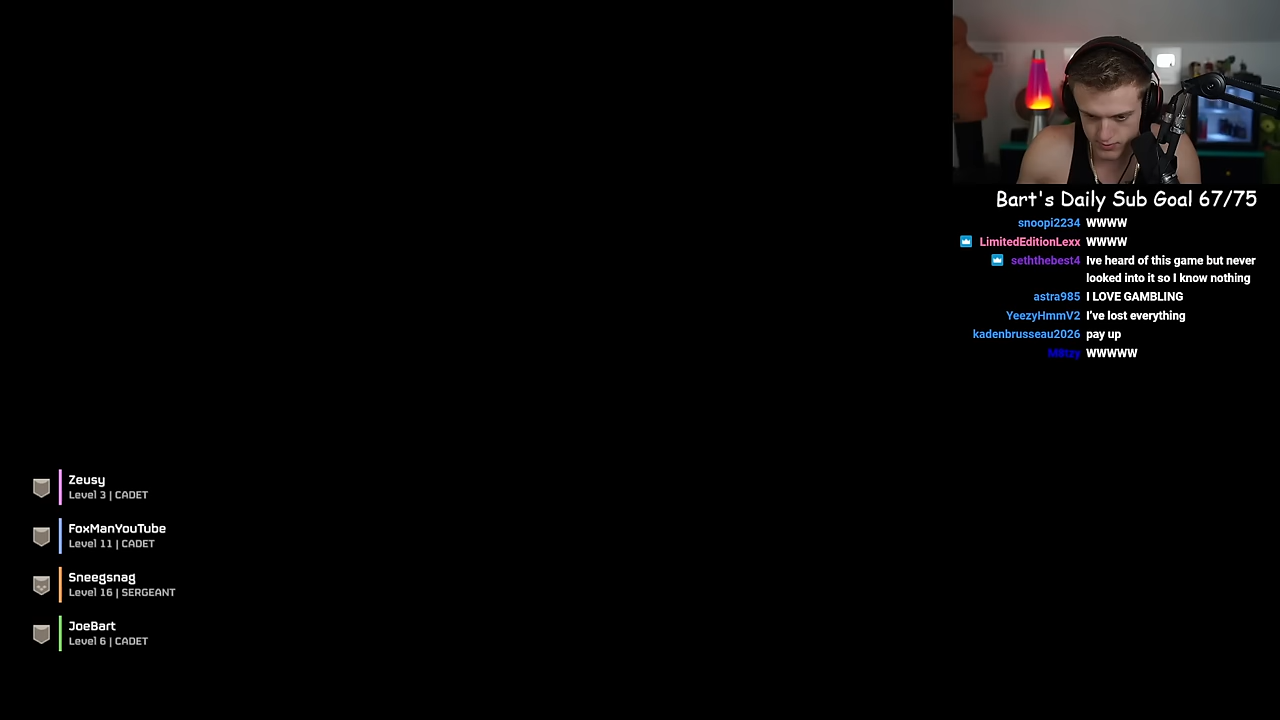 Bart's Daily Sub Goal 67/75
snoopi2234 WWWW
LimitedEditionLexx WWWW
seththebest4 Ive heard of this game but never
looked into it so I know nothing
astra985 I LOVE GAMBLING
YeezyHmmV2 I've lost everything
kadenbrusseau2026 pay up
WWWWW
Zeusy
Level 3 | CADET
FoxManYouTube
Level 11 | CADET
Sneegsnag
Level 16 | SERGEANT
JoeBart
Level 6 | CADET